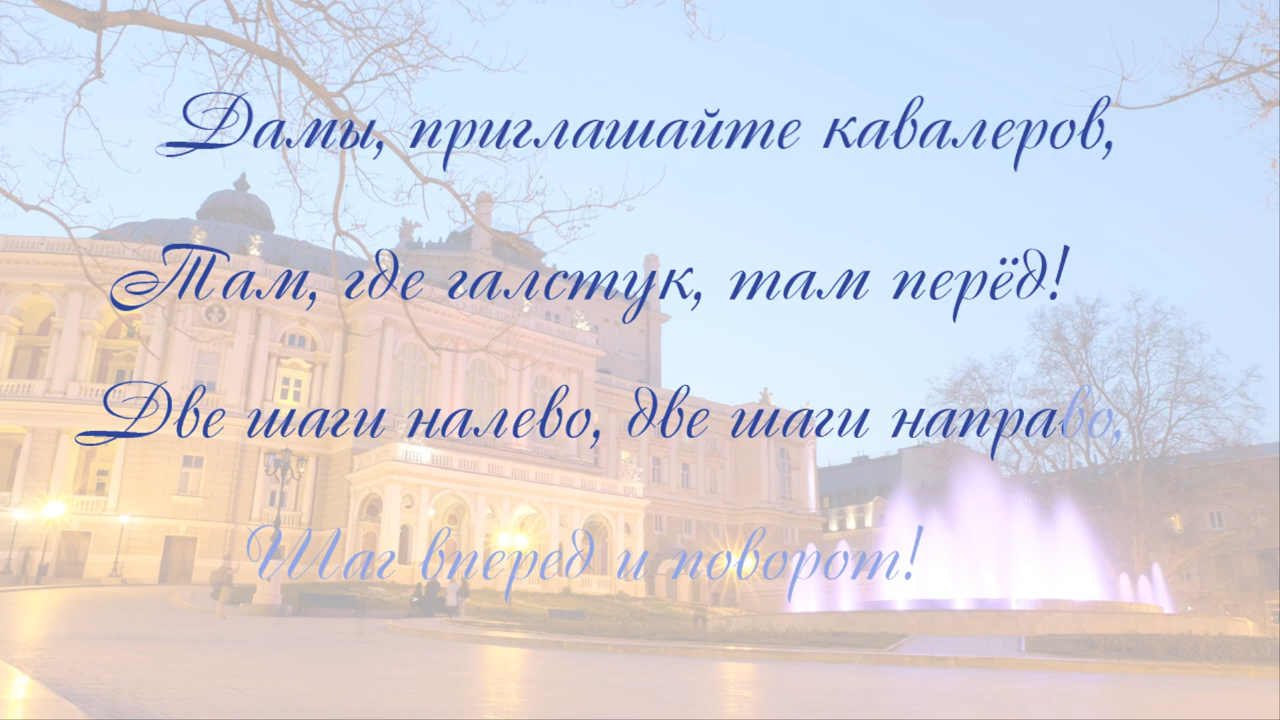 Дамы, приглашайте кавалеров,
Там, где галстук, там перёд!
Две шаги налево, две шаги направо,
Шаг вперед и поворот!